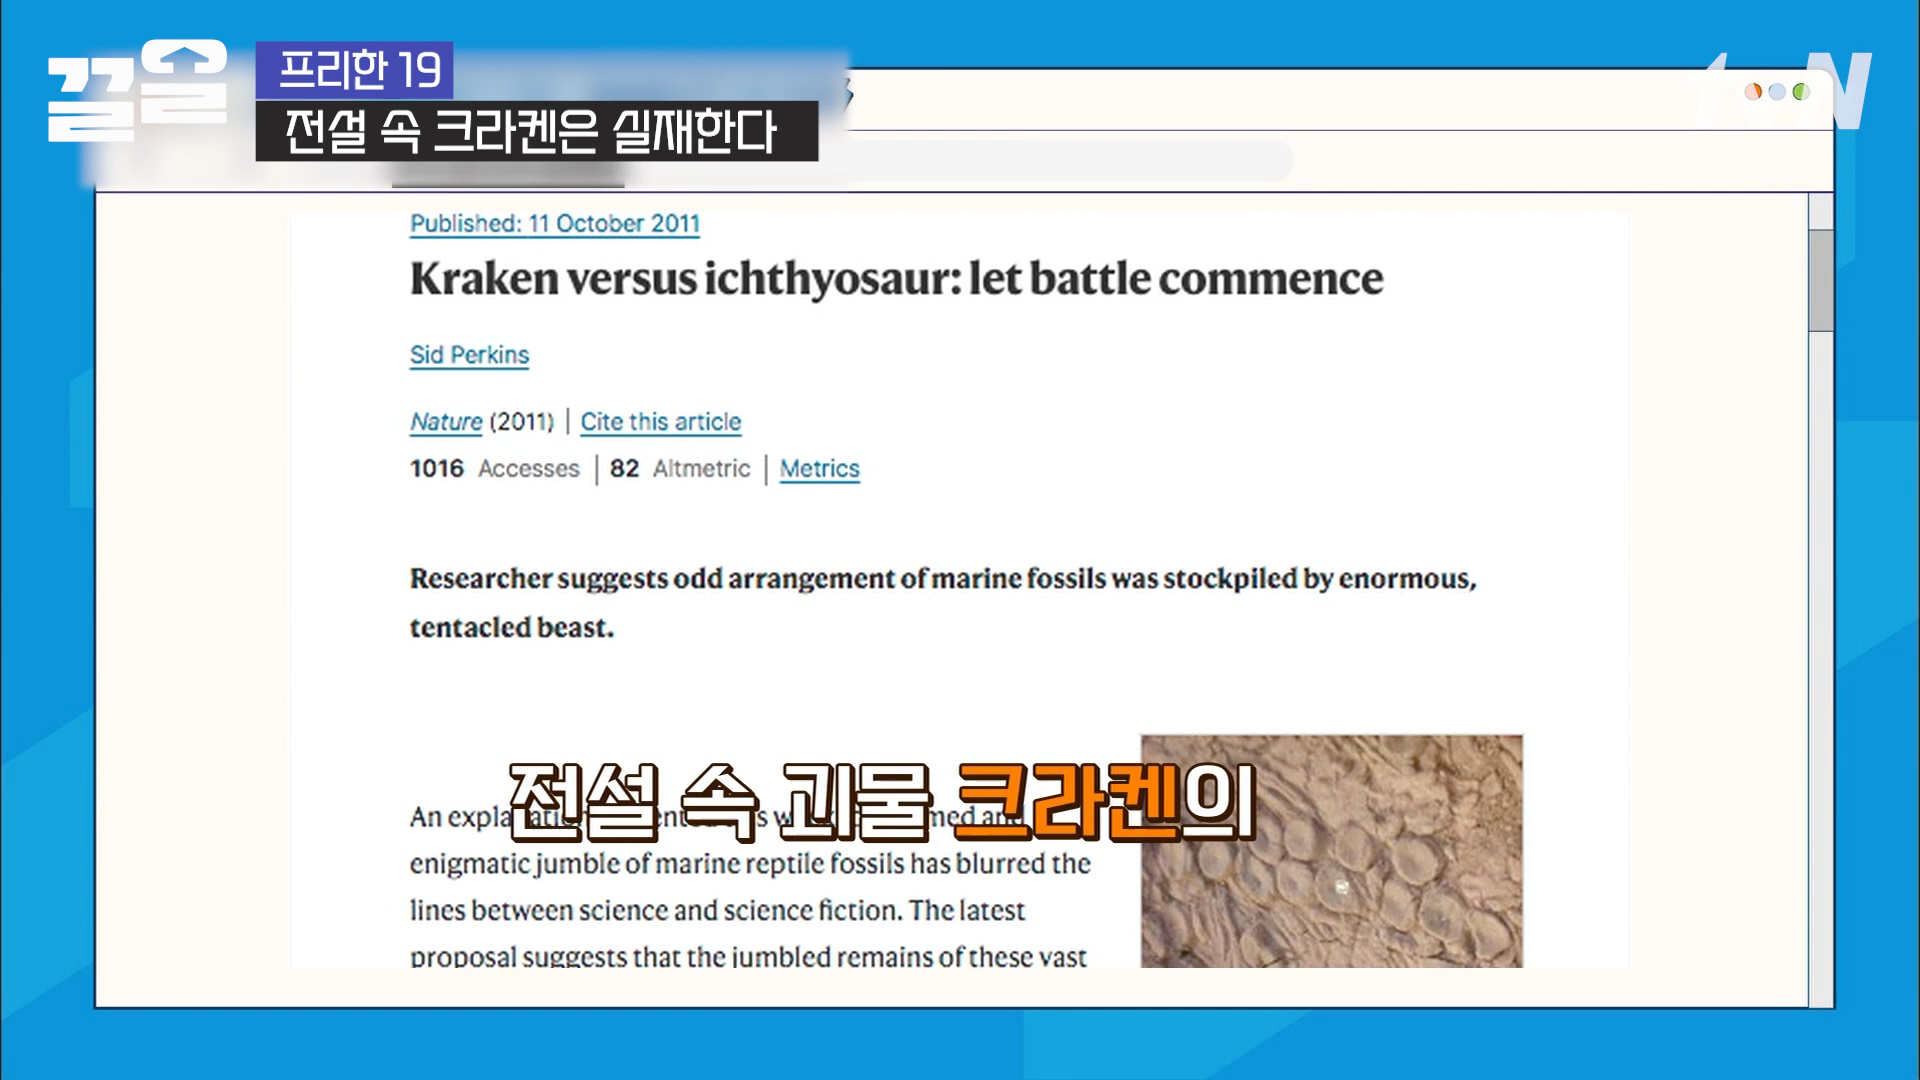 끌올
프리한 19
전설 속 크라켄은 실재한다
tvN
Published: 11 October 2011
Kraken versus ichthyosaur: let battle commence
Sid Perkins
Nature (2011) | Cite this article
1016 Accesses | 82 Altmetric | Metrics
Researcher suggests odd arrangement of marine fossils was stockpiled by enormous,
tentacled beast.
전설 속 괴물 크라켄의
An
enigmatic jumble of marine reptile fossils has blurred the
lines between science and science fiction. The latest
proposal suggests that the jumbled remains of these vast